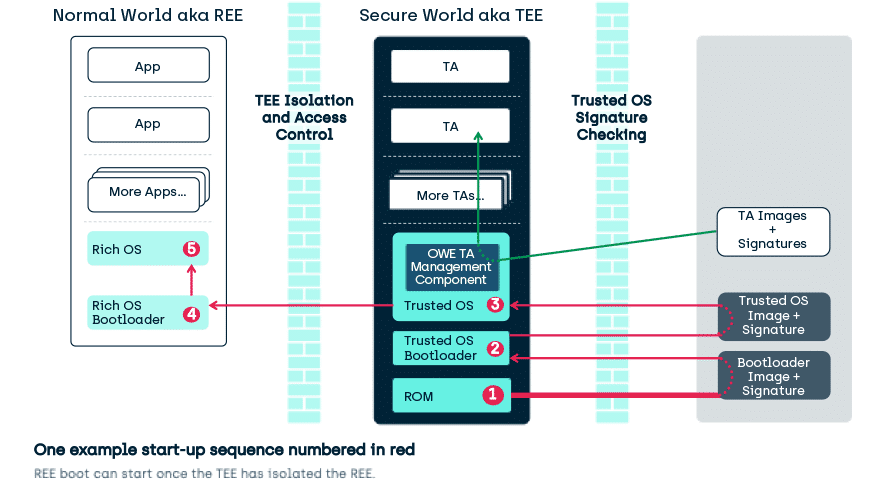 Normal World aka REE
Secure World aka TEE
App
App
More Apps...
Rich OS
5
Rich OS
Bootloader
4
TEE Isolation
and Access
Control
TA
TA
More TAs...
OWE TA
Management
Component
Trusted OS
3
Trusted OS
Bootloader
2
ROM
1
Trusted OS
Signature
Checking
TA Images
+
Signatures
Trusted OS
Image +
Signature
Bootloader
Image +
Signature
One example start-up sequence numbered in red
REE boot can start once the TEE has isolated the REE.